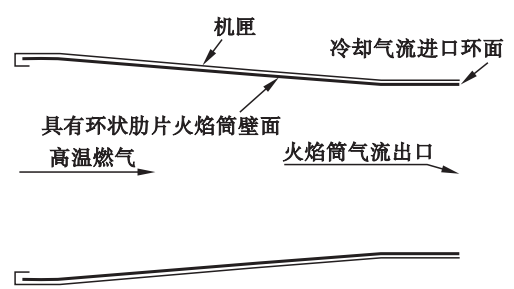 机匣
冷却气流进口环面
具有环状肋片火焰筒壁面
高温燃气
火焰筒气流出口